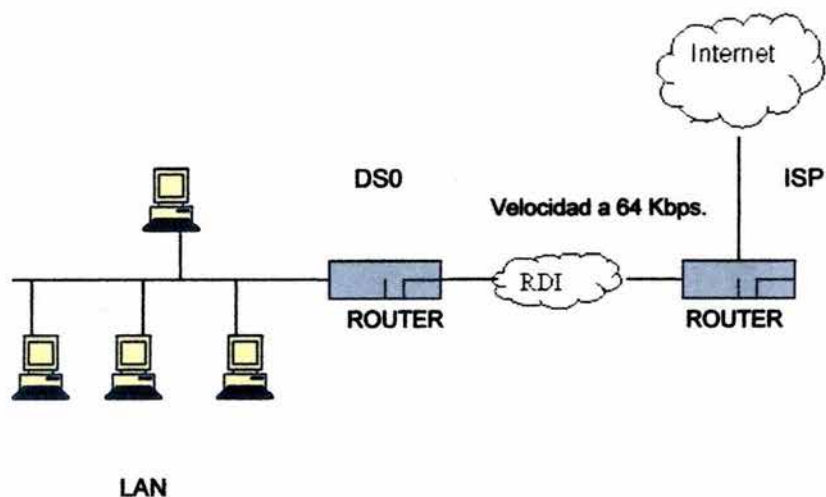 Internet
DS0
ISP
Velocidad a 64 Kbps.
RDI
ROUTER
ROUTER
LAN